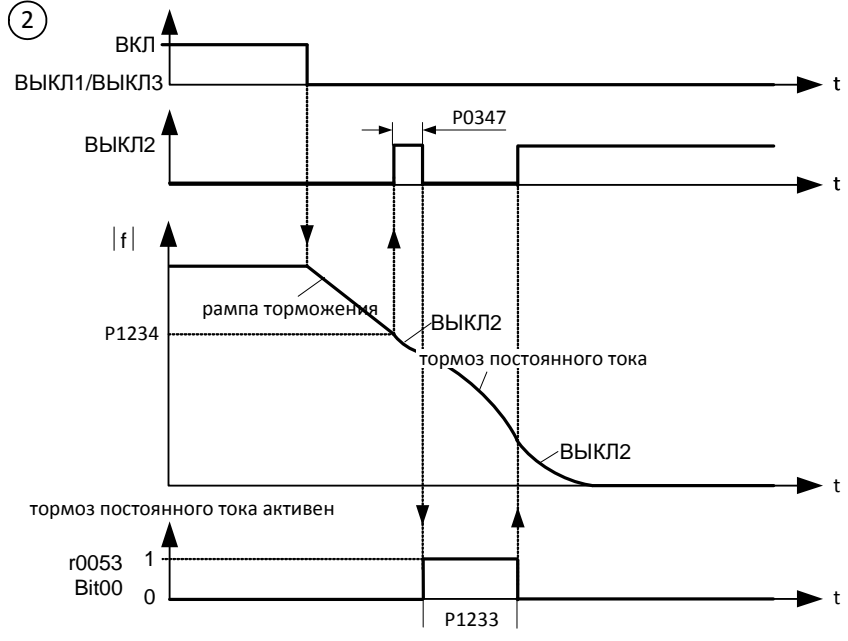 2
ВКЛ
ВЫКЛ1/ВЫКЛ3
t
P0347
ВЫКЛ2
t
|f|
рампа торможения
P1234
ВЫКЛ2
тормоз постоянного тока
ВЫКЛ2
t
тормоз постоянного тока активен
r0053 1
Bit00 0
t
P1233